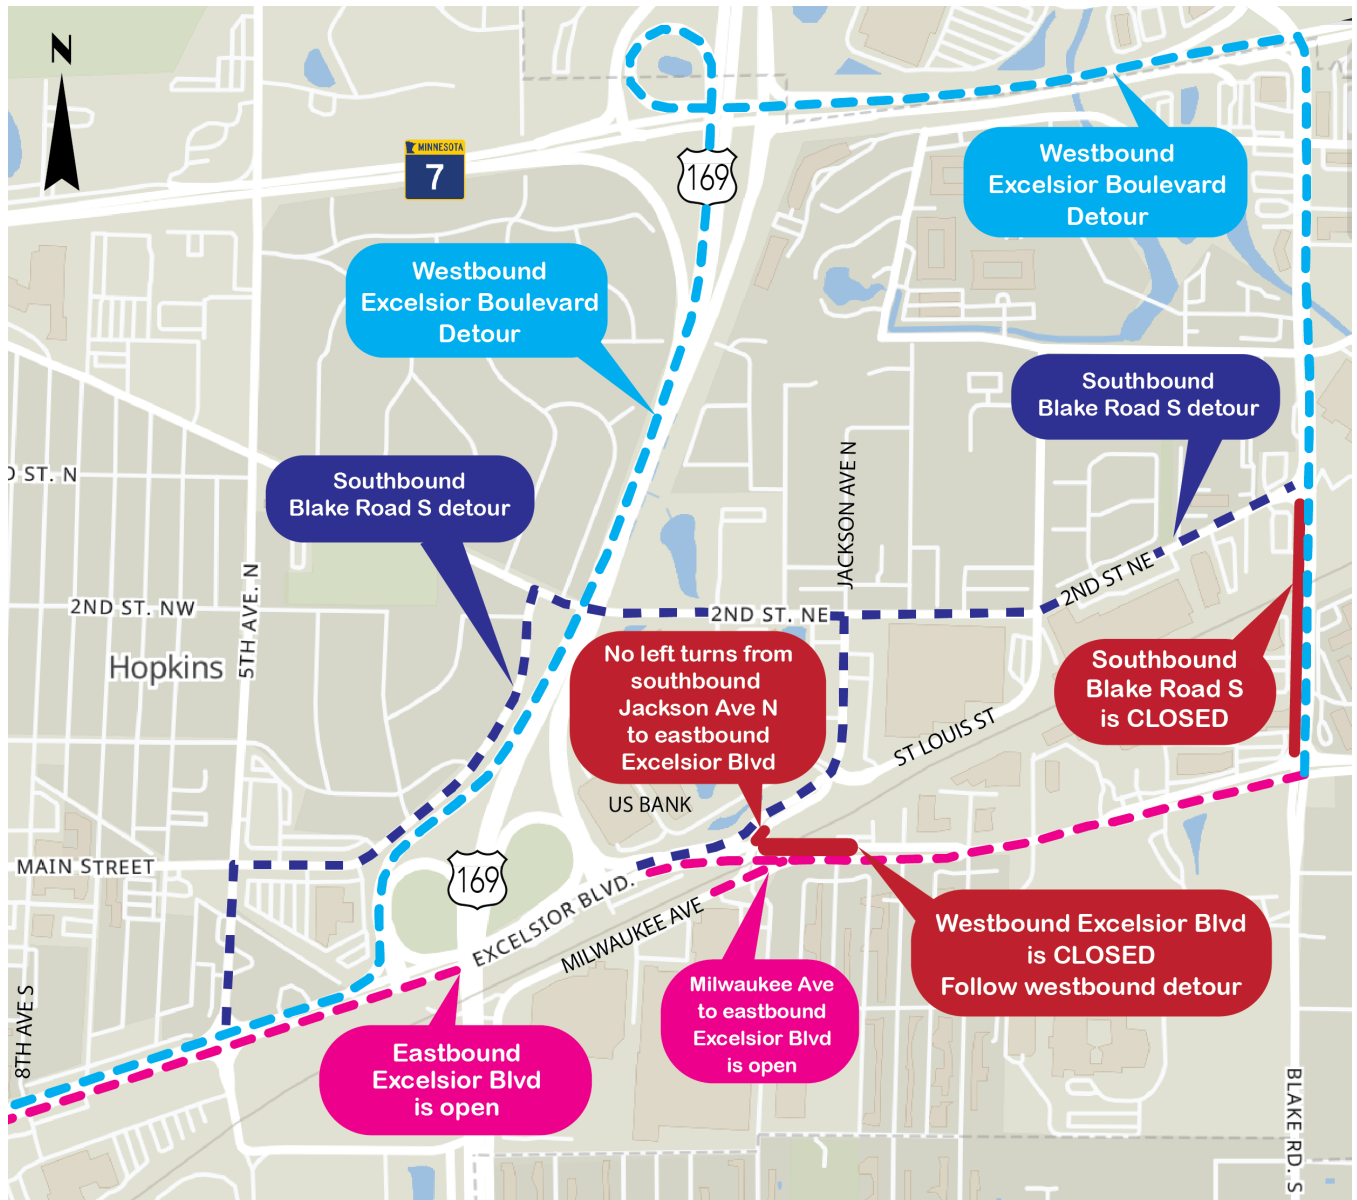 N
MINNESOTA
7
169
Westbound
Excelsior Boulevard
Detour
Westbound
Excelsior Boulevard
Detour
Southbound
Blake Road S detour
Southbound
Blake Road S detour
D ST. N
JACKSON AVE N
2ND ST NE
2ND ST. NW
5TH AVE. N
2ND ST. NE
Hopkins
No left turns from
southbound
Jackson Ave N
to eastbound
Excelsior Blvd
Southbound
Blake Road S
is CLOSED
ST LOUIS ST
US BANK
MAIN STREET
169
EXCELSIOR BLVD.
MILWAUKEE AVE
Westbound Excelsior Blvd
is CLOSED
Follow westbound detour
Milwaukee Ave
to eastbound
Excelsior Blvd
is open
8TH AVE S
Eastbound
Excelsior Blvd
is open
BLAKE RD. S